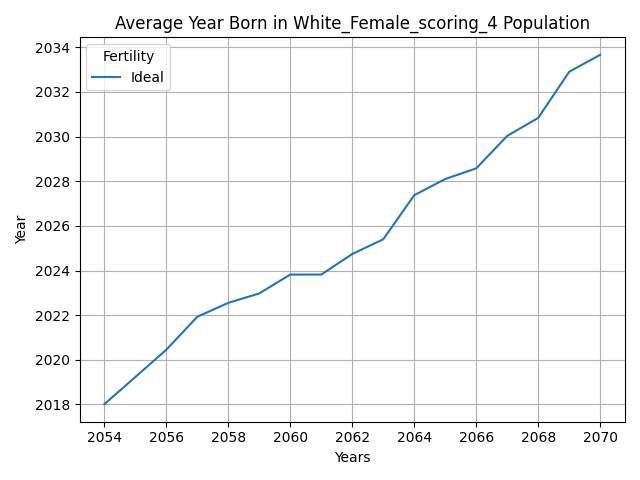 Average Year Born in White_Female_scoring_4 Population
Fertility
Ideal
2034
2032
2030
2028
2026
2024
2022
2020
2018
Year
2054 2056 2058 2060 2062 2064 2066 2068 2070
Years